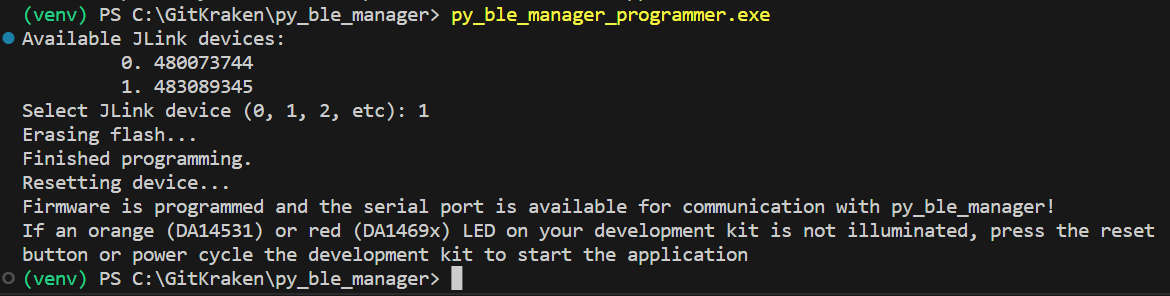 (venv) PS C:\GitKraken\py_ble_manager> py_ble_manager_programmer.exe
Available JLink devices:
0. 480073744
1. 483089345
Select JLink device (0, 1, 2, etc): 1
Erasing flash...
Finished programming.
Resetting device...
Firmware is programmed and the serial port is available for communication with py_ble_manager!
If an orange (DA14531) or red (DA1469x) LED on your development kit is not illuminated, press the reset
button or power cycle the development kit to start the application
(venv) PS C:\GitKraken\py_ble_manager>